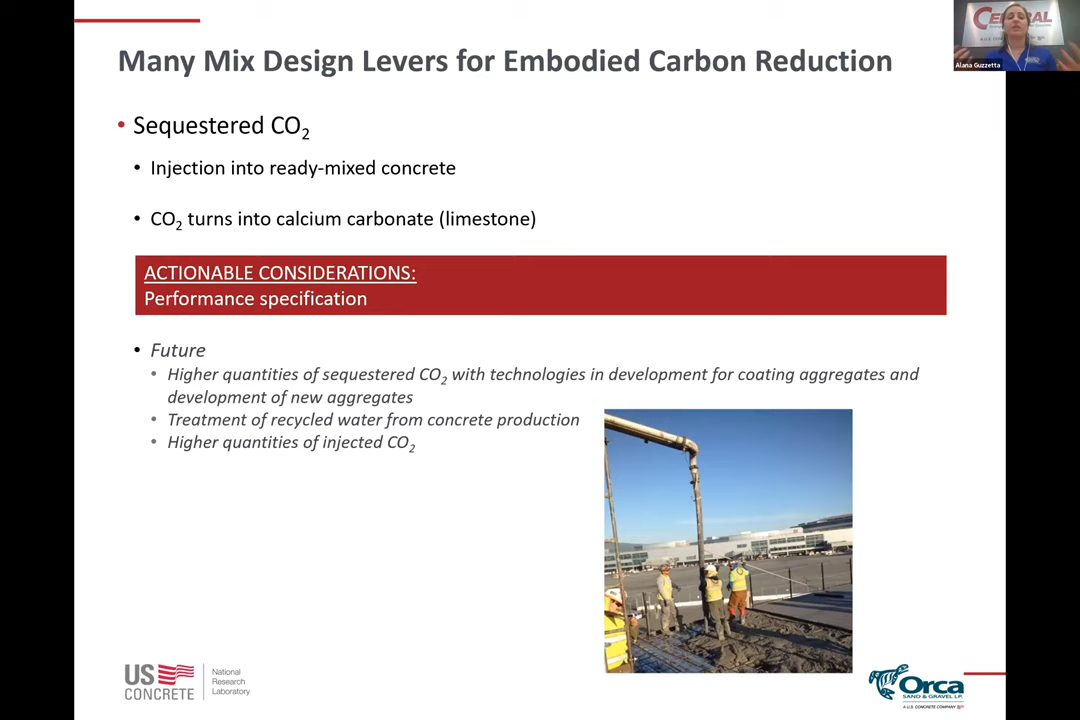 Many Mix Design Levers for Embodied Carbon Reduction
CENTRAL
Alana Guzzetta
• Sequestered CO2
• Injection into ready-mixed concrete
• CO2 turns into calcium carbonate (limestone)
ACTIONABLE CONSIDERATIONS:
Performance specification
• Future
• Higher quantities of sequestered CO2 with technologies in development for coating aggregates and
development of new aggregates
• Treatment of recycled water from concrete production
• Higher quantities of injected CO2
US
CONCRETE
National
Research
Laboratory
Orca
SAND & GRAVEL L.P.
A U.S. CONCRETE COMPANY